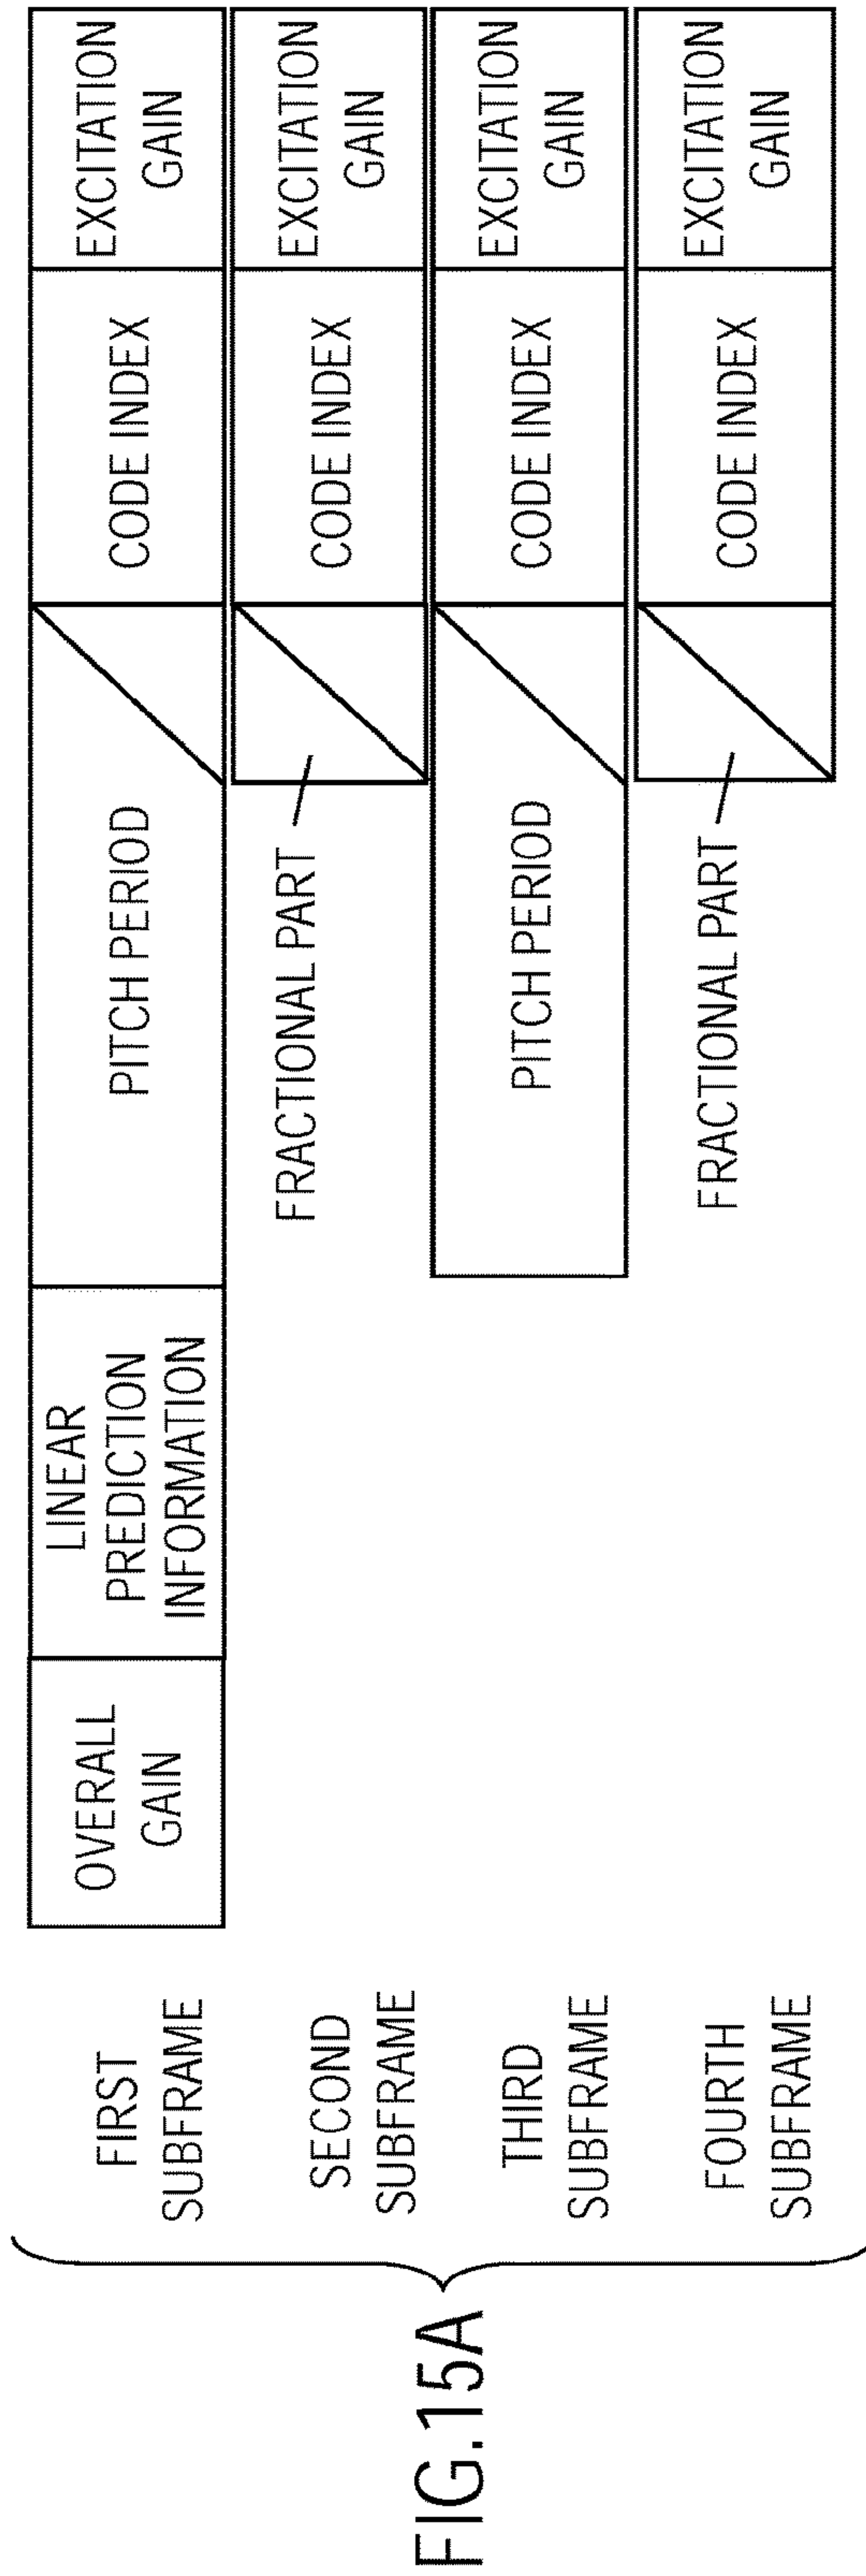 FIG.15A
FIRST
SUBFRAME
OVERALL
GAIN
LINEAR
PREDICTION
INFORMATION
PITCH PERIOD
CODE INDEX
EXCITATION
GAIN
SECOND
SUBFRAME
FRACTIONAL PART
CODE INDEX
EXCITATION
GAIN
THIRD
SUBFRAME
PITCH PERIOD
CODE INDEX
EXCITATION
GAIN
FOURTH
SUBFRAME
FRACTIONAL PART
CODE INDEX
EXCITATION
GAIN